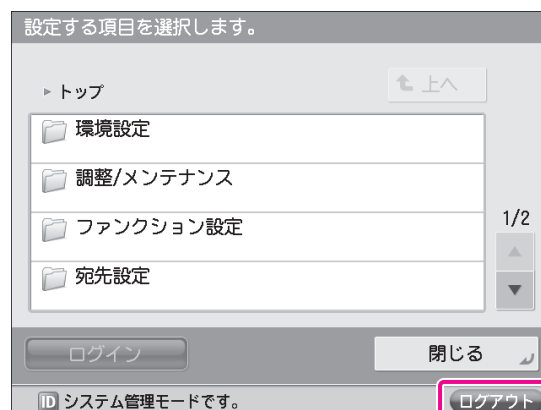 設定する項目を選択します。
トップ
上へ
環境設定
調整/メンテナンス
ファンクション設定
宛先設定
1/2
ログイン
閉じる
ID システム管理モードです。
ログアウト